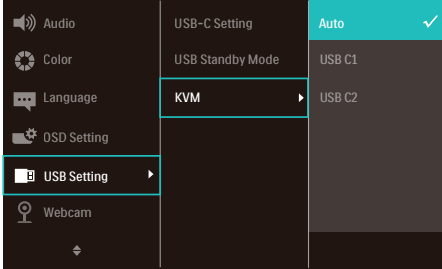 Audio
Color
Language
OSD Setting
USB Setting
Webcam
USB-C Setting
USB Standby Mode
KVM
Auto
USB C1
USB C2